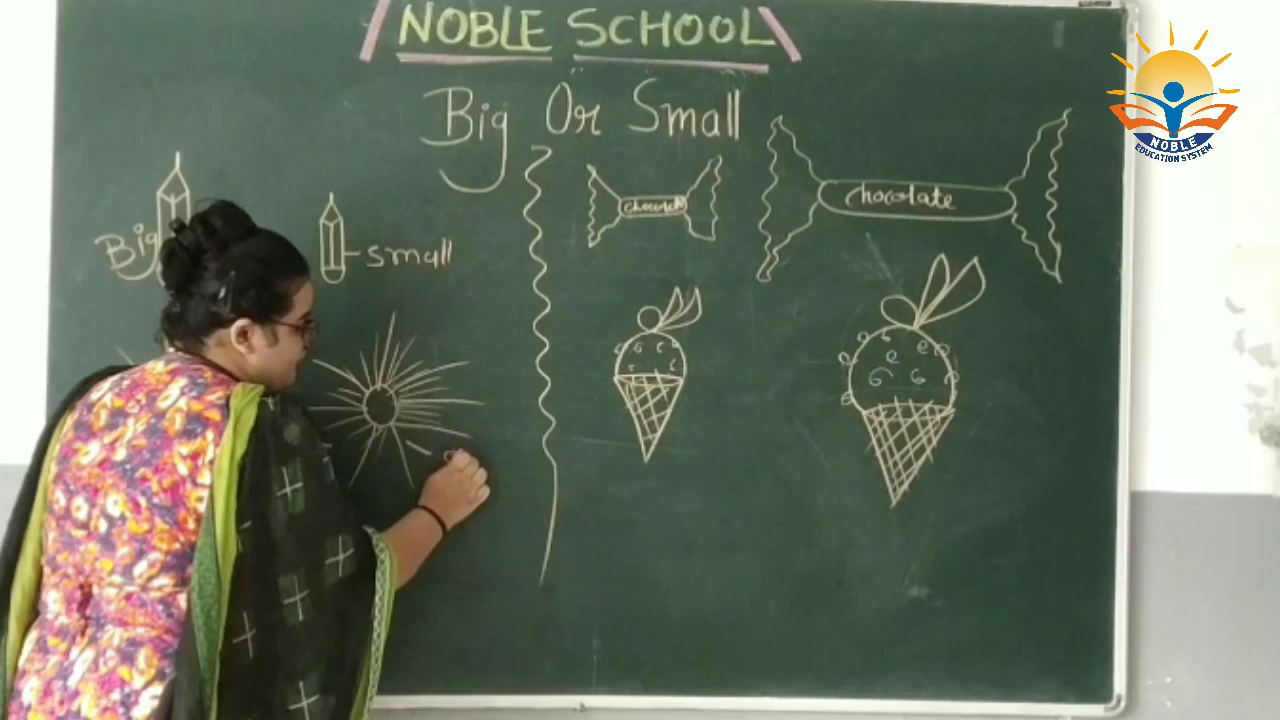 NOBLE SCHOOL
Big Or Small
Big
small
Chocolate
Chocolate
NOBLE
EDUCATION SYSTEM